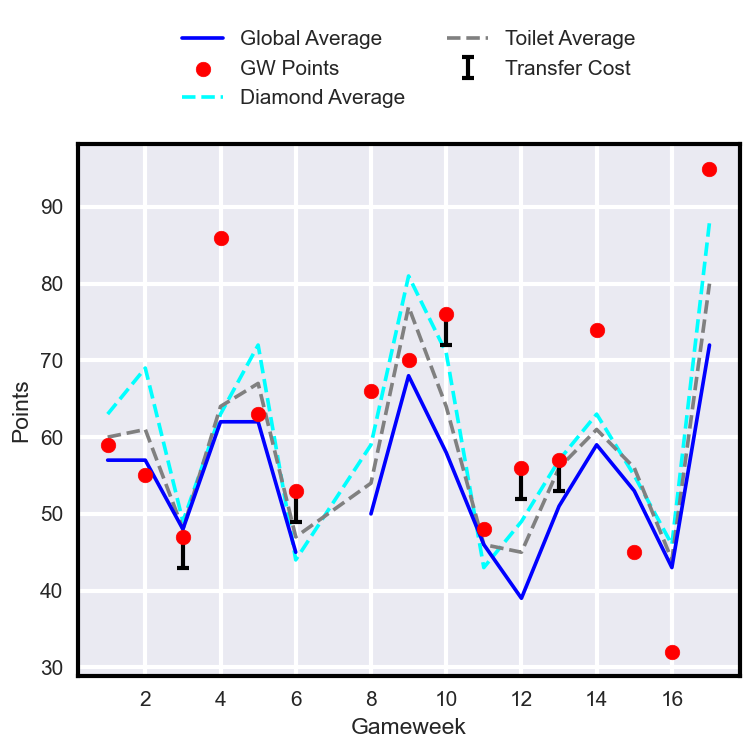 Global Average
GW Points
Diamond Average
Toilet Average
Transfer Cost
Points
90
80
70
60
50
40
30
2 4 6 8 10 12 14 16
Gameweek